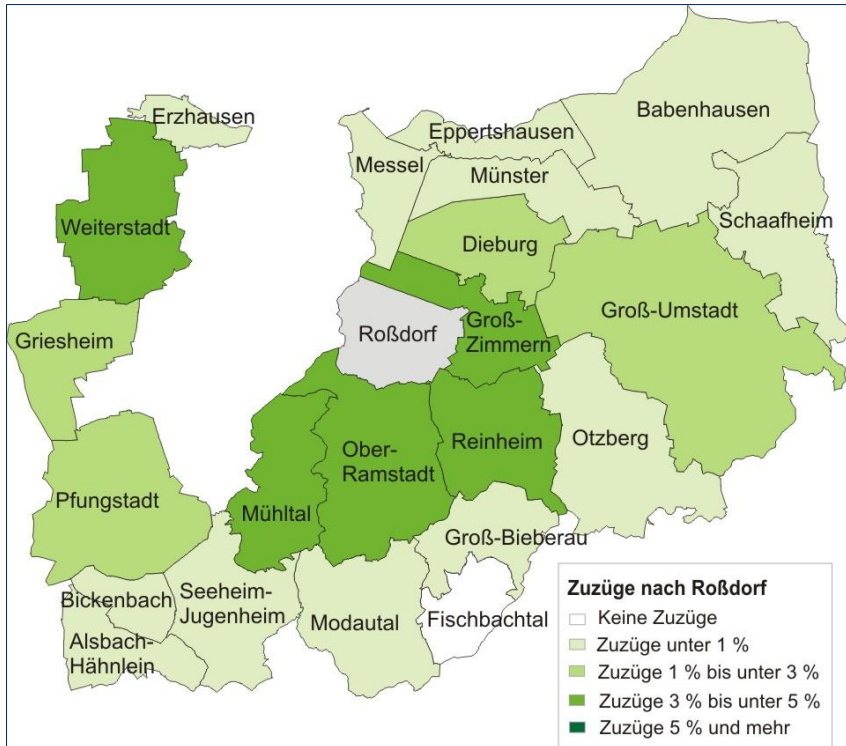 Erzhausen
Babenhausen
Eppertshausen
Messel
Münster
Schaafheim
Weiterstadt
Dieburg
Groß-Umstadt
Griesheim
Roßdorf
Groß-
Zimmern
Otzberg
Reinheim
Ober-
Ramstadt
Pfungstadt
Mühltal
Groß-Bieberau
Bickenbach
Seeheim-
Jugenheim
Modautal
Fischbachtal
Alsbach-
Hähnlein
Zuzüge nach Roßdorf
Keine Zuzüge
Zuzüge unter 1 %
Zuzüge 1 % bis unter 3 %
Zuzüge 3 % bis unter 5 %
Zuzüge 5 % und mehr